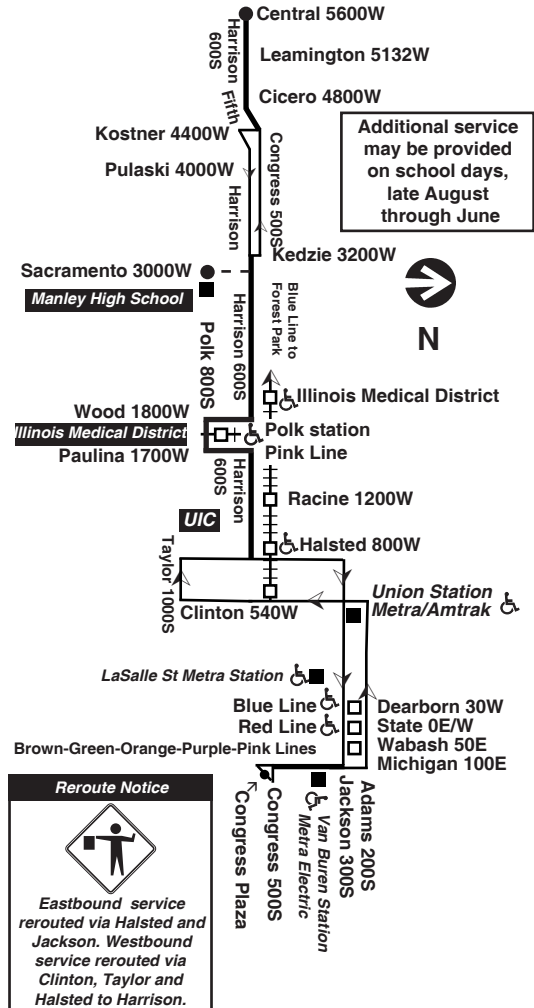 Central 5600W
Harrison
600S
Leamington 5132W
Cicero 4800W
Fifth
Kostner 4400W
Additional service
may be provided
on school days,
late August
through June
Pulaski 4000W
Harrison
Congress 500S
Kedzie 3200W
Sacramento 3000W
Manley High School
Blue Line to
Forest Park
N
Harrison 600S
Polk 800S
Illinois Medical District
Wood 1800W
Illinois Medical District
Paulina 1700W
Polk station
Pink Line
Harrison
600S
Racine 1200W
UIC
Halsted 800W
Taylor 1000S
Clinton 540W
Union Station
Metra/Amtrak
LaSalle St Metra Station
Blue Line
Red Line
Brown-Green-Orange-Purple-Pink Lines
Dearborn 30W
State 0E/W
Wabash 50E
Michigan 100E
Congress Plaza
Congress 500S
Van Buren Station
Metra Electric
Jackson 300S
Adams 200S
Reroute Notice
Eastbound service
rerouted via Halsted and
Jackson. Westbound
service rerouted via
Clinton, Taylor and
Halsted to Harrison.